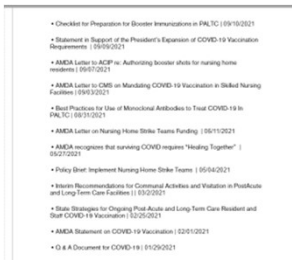 • Checklist for Preparation for Booster Immunizations in PALTC | 09/10/2021
• Statement in Support of the President's Expansion of COVID-19 Vaccination
Requirements | 09/09/2021
• AMDA Letter to ACIP re: Authorizing booster shots for nursing home
residents | 09/07/2021
• AMDA Letter to CMS on Mandating COVID-19 Vaccination in Skilled Nursing
Facilities | 09/03/2021
• Best Practices for Use of Monoclonal Antibodies to Treat COVID-19 in
PALTC | 08/31/2021
• AMDA Letter on Nursing Home Strike Teams Funding | 06/11/2021
• AMDA recognizes that surviving COVID requires "Healing Together" |
05/27/2021
• Policy Brief: Implement Nursing Home Strike Teams | 05/04/2021
• Interim Recommendations for Communal Activities and Visitation in PostAcute
and Long-Term Care Facilities | | 03/2/2021
• State Strategies for Ongoing Post-Acute and Long-Term Care Resident and
Staff COVID-19 Vaccination | 02/25/2021
• AMDA Statement on COVID-19 Vaccination | 02/01/2021
• Q & A Document for COVID-19 | 01/29/2021